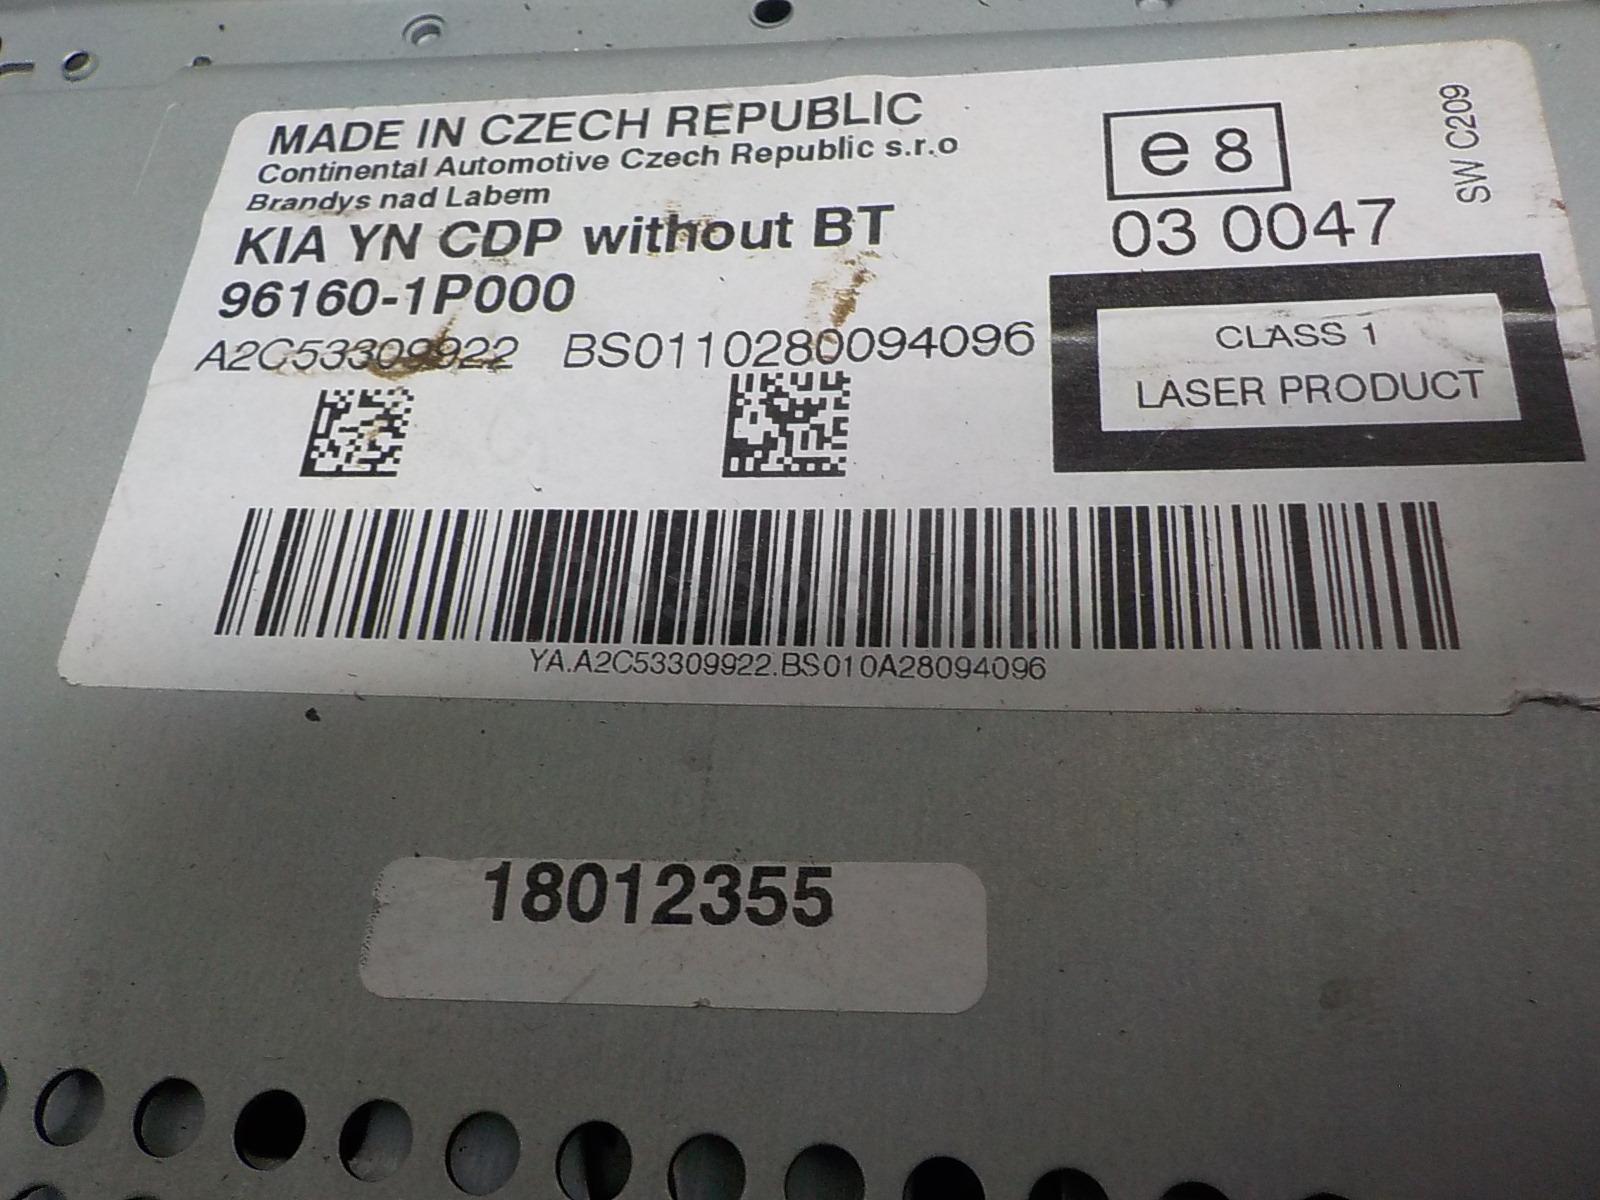 MADE IN CZECH REPUBLIC
Continental Automotive Czech Republic s.r.o
Brandys nad Labem
KIA YN CDP without BT
96160-1P000
A2C53309922 BS0110280094096
e 8
03 0047
SW C209
CLASS 1
LASER PRODUCT
YA.A2C53309922.BS010A28094096
18012355